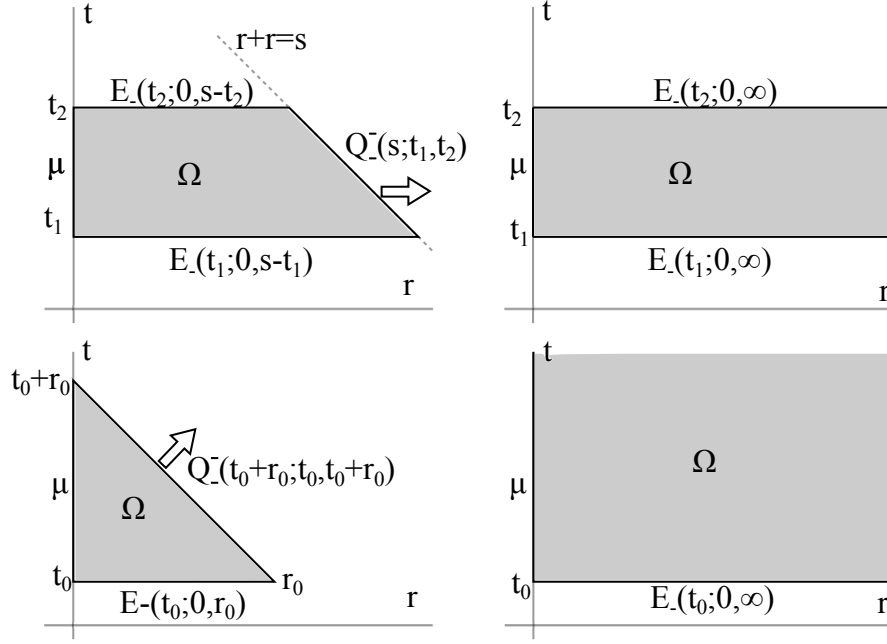 t
r+r=s
t₂
E₋(t₂;0,s-t₂)
Q⁻₋(s;t₁,t₂)
μ
Ω
t₁
E₋(t₁;0,s-t₁)
r
t₂
E₋(t₂;0,∞)
μ
Ω
t₁
E₋(t₁;0,∞)
r
t
t₀+r₀
Q⁻₋(t₀+r₀;t₀,t₀+r₀)
μ
Ω
t₀
r₀
E-(t₀;0,r₀)
r
t
Ω
μ
t₀
E₋(t₀;0,∞)
r
t